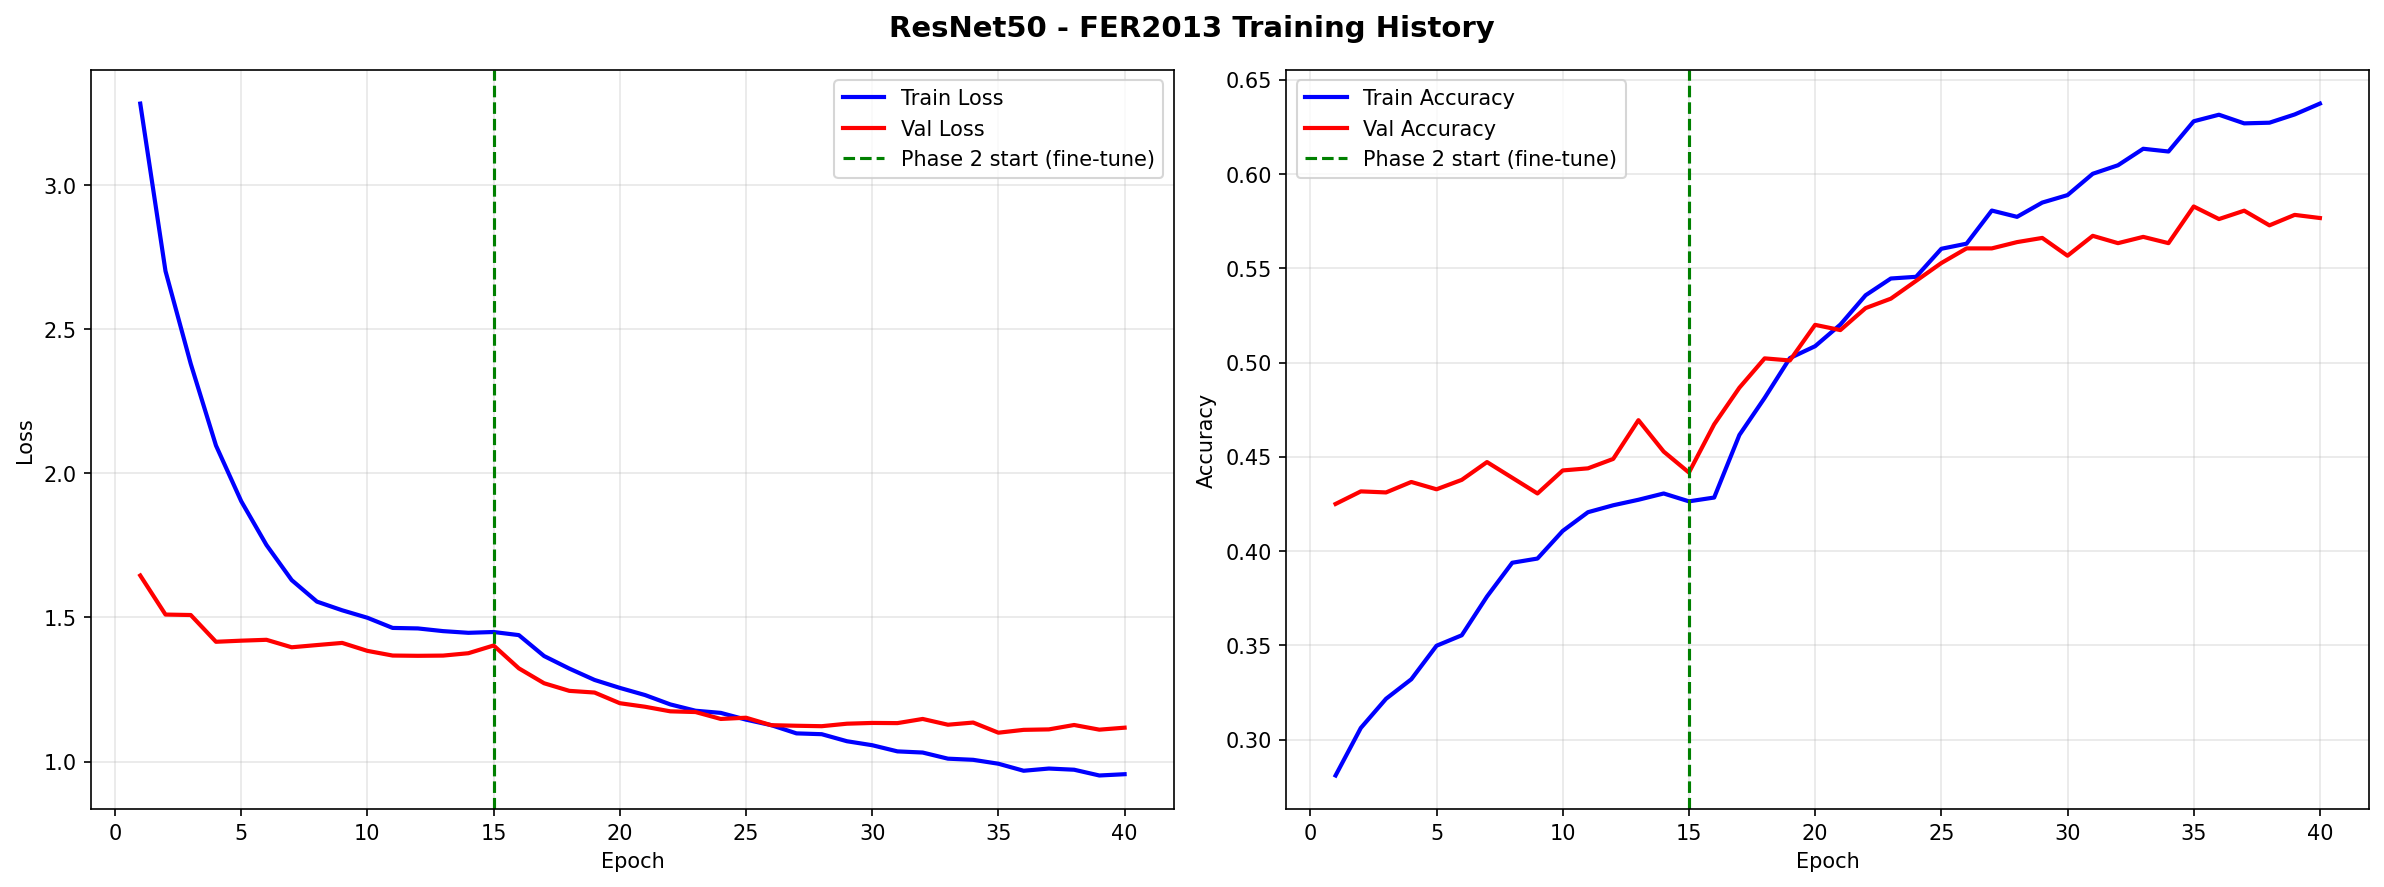 ResNet50 - FER2013 Training History
Train Loss
Val Loss
Phase 2 start (fine-tune)
Loss
3.0
2.5
2.0
1.5
1.0
0 5 10 15 20 25 30 35 40
Epoch
Train Accuracy
Val Accuracy
Phase 2 start (fine-tune)
Accuracy
0.65
0.60
0.55
0.50
0.45
0.40
0.35
0.30
0 5 10 15 20 25 30 35 40
Epoch